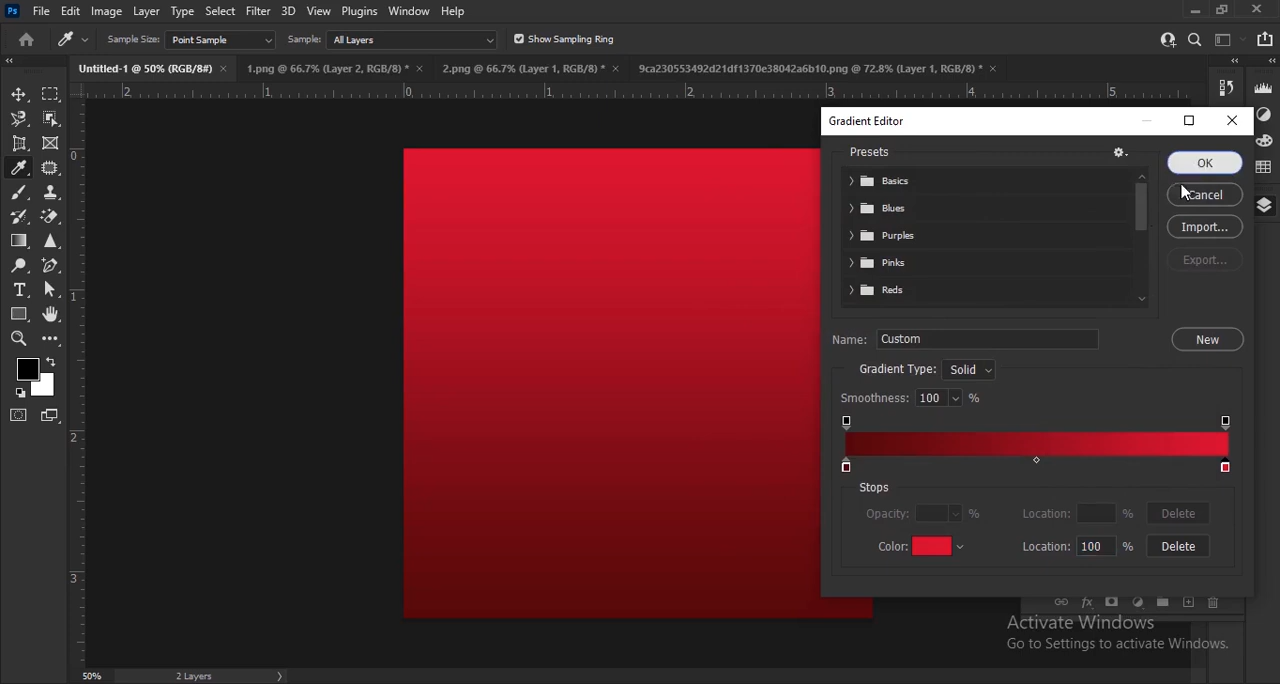 Ps File Edit Image Layer Type Select Filter 3D View Plugins Window Help
Sample Size: Point Sample Sample: All Layers Show Sampling Ring
Untitled-1 @ 50% (RGB/8#) × 1.png @ 66.7% (Layer 2, RGB/8) * × 2.png @ 66.7% (Layer 1, RGB/8) * × 9ca230553492d21df1370e38042a6b10.png @ 72.8% (Layer 1, RGB/8) * ×
2 1 0 1 2 3 4 5
0
1
2
3
Gradient Editor
Presets
OK
Basics
Cancel
Blues
Import...
Purples
Export...
Pinks
Reds
Name: Custom New
Gradient Type: Solid
Smoothness: 100 %
Stops
Opacity: % Location: % Delete
Color: Location: 100 % Delete
fx
Activate Windows
Go to Settings to activate Windows.
50% 2 Layers